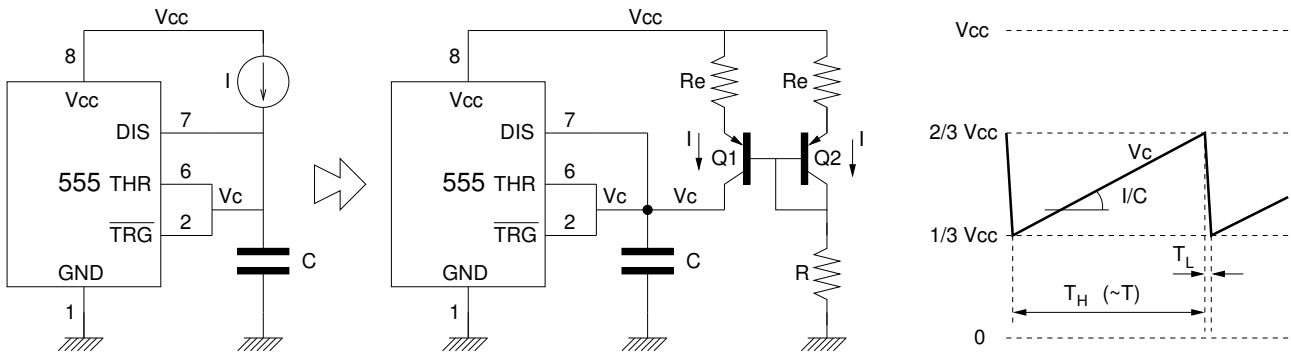 Vcc
8
Vcc
I
DIS
7
555
THR
6
Vc
TRG
2
C
GND
1
Vcc
8
Re
Re
Vcc
DIS
7
I
Q1
Q2
I
555
THR
6
Vc
Vc
TRG
2
C
R
GND
1
Vcc
2/3 Vcc
Vc
I/C
1/3 Vcc
TL
TH (~T)
0